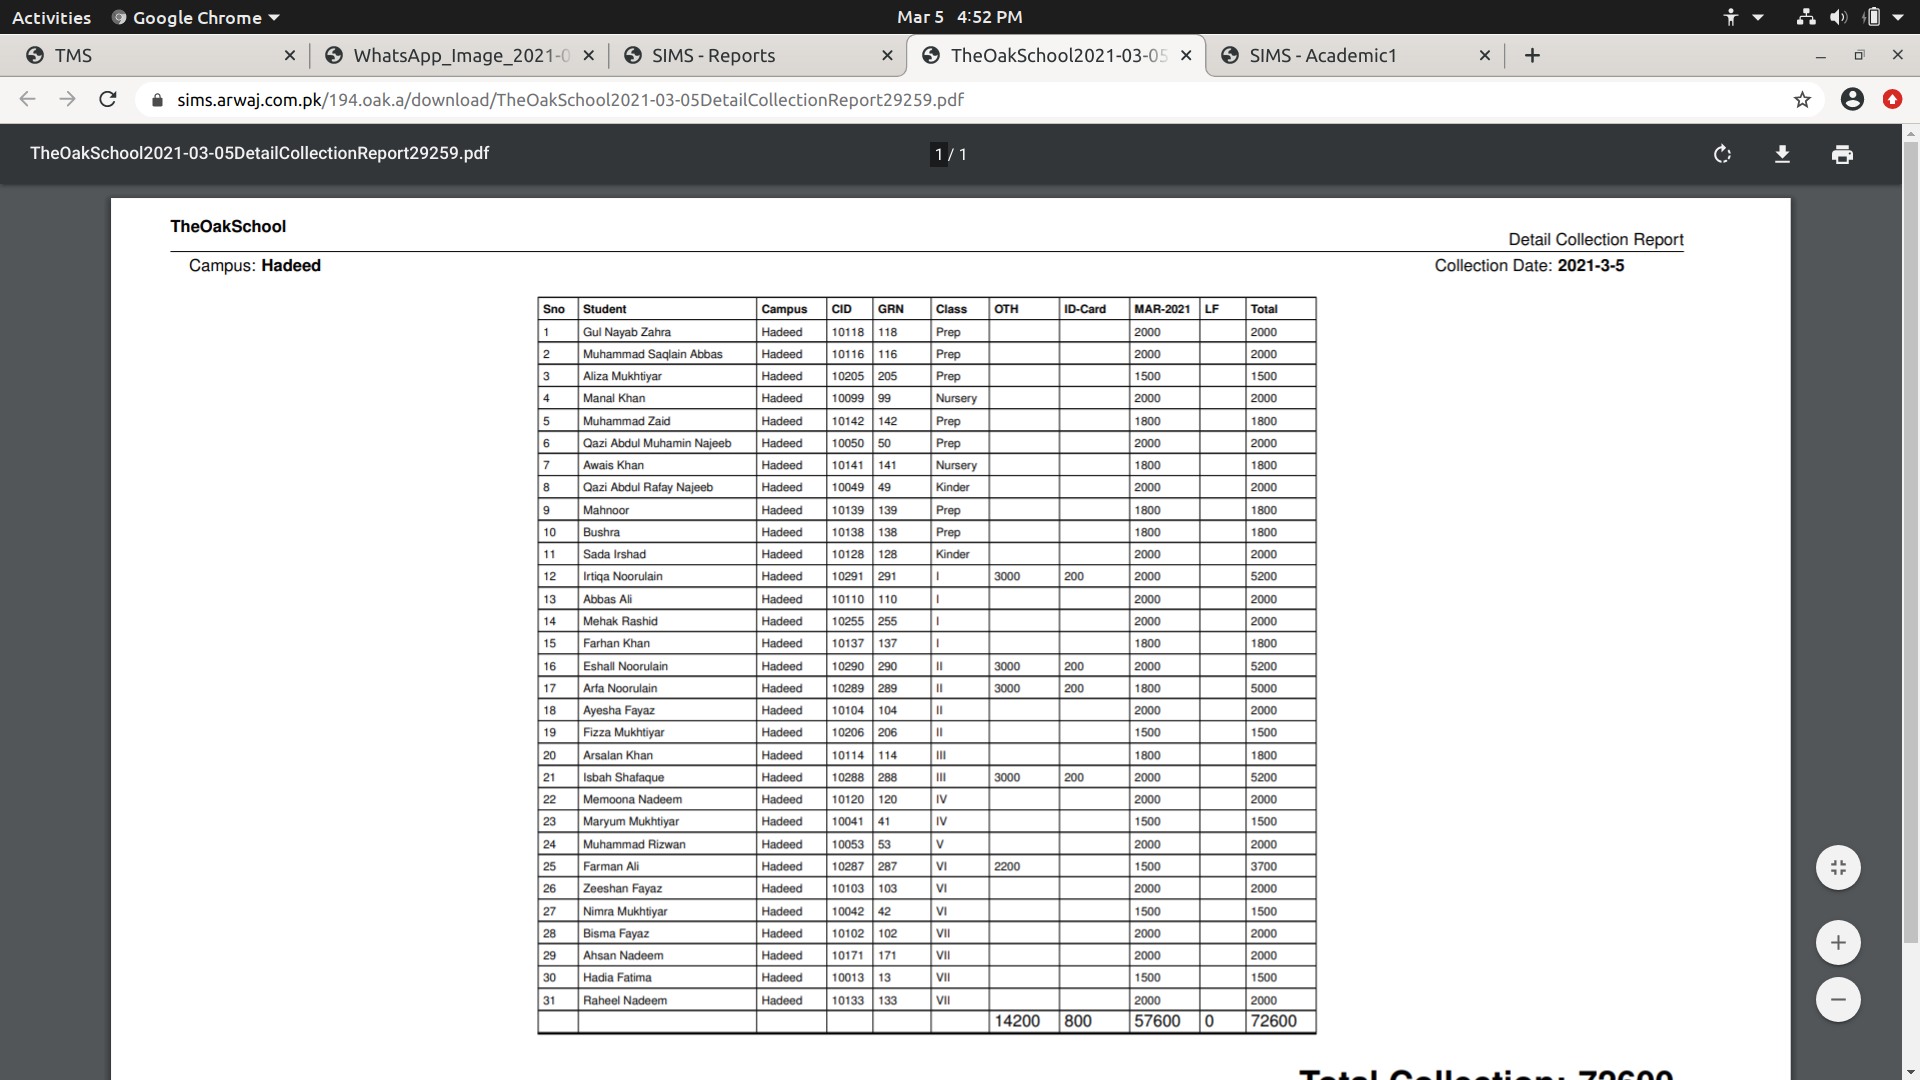 Activities Google Chrome Mar 5 4:52 PM
TMS WhatsApp_Image_2021-0 SIMS - Reports TheOakSchool2021-03-05 SIMS - Academic1
sims.arwaj.com.pk/194.oak.a/download/TheOakSchool2021-03-05DetailCollectionReport29259.pdf
TheOakSchool2021-03-05DetailCollectionReport29259.pdf 1 / 1
TheOakSchool
Detail Collection Report
Campus: Hadeed Collection Date: 2021-3-5
Sno Student Campus CID GRN Class OTH ID-Card MAR-2021 LF Total
1 Gul Nayab Zahra Hadeed 10118 118 Prep 2000 2000
2 Muhammad Saqlain Abbas Hadeed 10116 116 Prep 2000 2000
3 Aliza Mukhtiyar Hadeed 10205 205 Prep 1500 1500
4 Manal Khan Hadeed 10099 99 Nursery 2000 2000
5 Muhammad Zaid Hadeed 10142 142 Prep 1800 1800
6 Qazi Abdul Muhamin Najeeb Hadeed 10050 50 Prep 2000 2000
7 Awais Khan Hadeed 10141 141 Nursery 1800 1800
8 Qazi Abdul Rafay Najeeb Hadeed 10049 49 Kinder 2000 2000
9 Mahnoor Hadeed 10139 139 Prep 1800 1800
10 Bushra Hadeed 10138 138 Prep 1800 1800
11 Sada Irshad Hadeed 10128 128 Kinder 2000 2000
12 Irtiqa Noorulain Hadeed 10291 291 I 3000 200 2000 5200
13 Abbas Ali Hadeed 10110 110 I 2000 2000
14 Mehak Rashid Hadeed 10255 255 I 2000 2000
15 Farhan Khan Hadeed 10137 137 I 1800 1800
16 Eshall Noorulain Hadeed 10290 290 II 3000 200 2000 5200
17 Arfa Noorulain Hadeed 10289 289 II 3000 200 1800 5000
18 Ayesha Fayaz Hadeed 10104 104 II 2000 2000
19 Fizza Mukhtiyar Hadeed 10206 206 II 1500 1500
20 Arsalan Khan Hadeed 10114 114 III 1800 1800
21 Isbah Shafaque Hadeed 10288 288 III 3000 200 2000 5200
22 Memoona Nadeem Hadeed 10120 120 IV 2000 2000
23 Maryum Mukhtiyar Hadeed 10041 41 IV 1500 1500
24 Muhammad Rizwan Hadeed 10053 53 V 2000 2000
25 Farman Ali Hadeed 10287 287 VI 2200 1500 3700
26 Zeeshan Fayaz Hadeed 10103 103 VI 2000 2000
27 Nimra Mukhtiyar Hadeed 10042 42 VI 1500 1500
28 Bisma Fayaz Hadeed 10102 102 VII 2000 2000
29 Ahsan Nadeem Hadeed 10171 171 VII 2000 2000
30 Hadia Fatima Hadeed 10013 13 VII 1500 1500
31 Raheel Nadeem Hadeed 10133 133 VII 2000 2000
14200 800 57600 0 72600
Total Collection: 72600